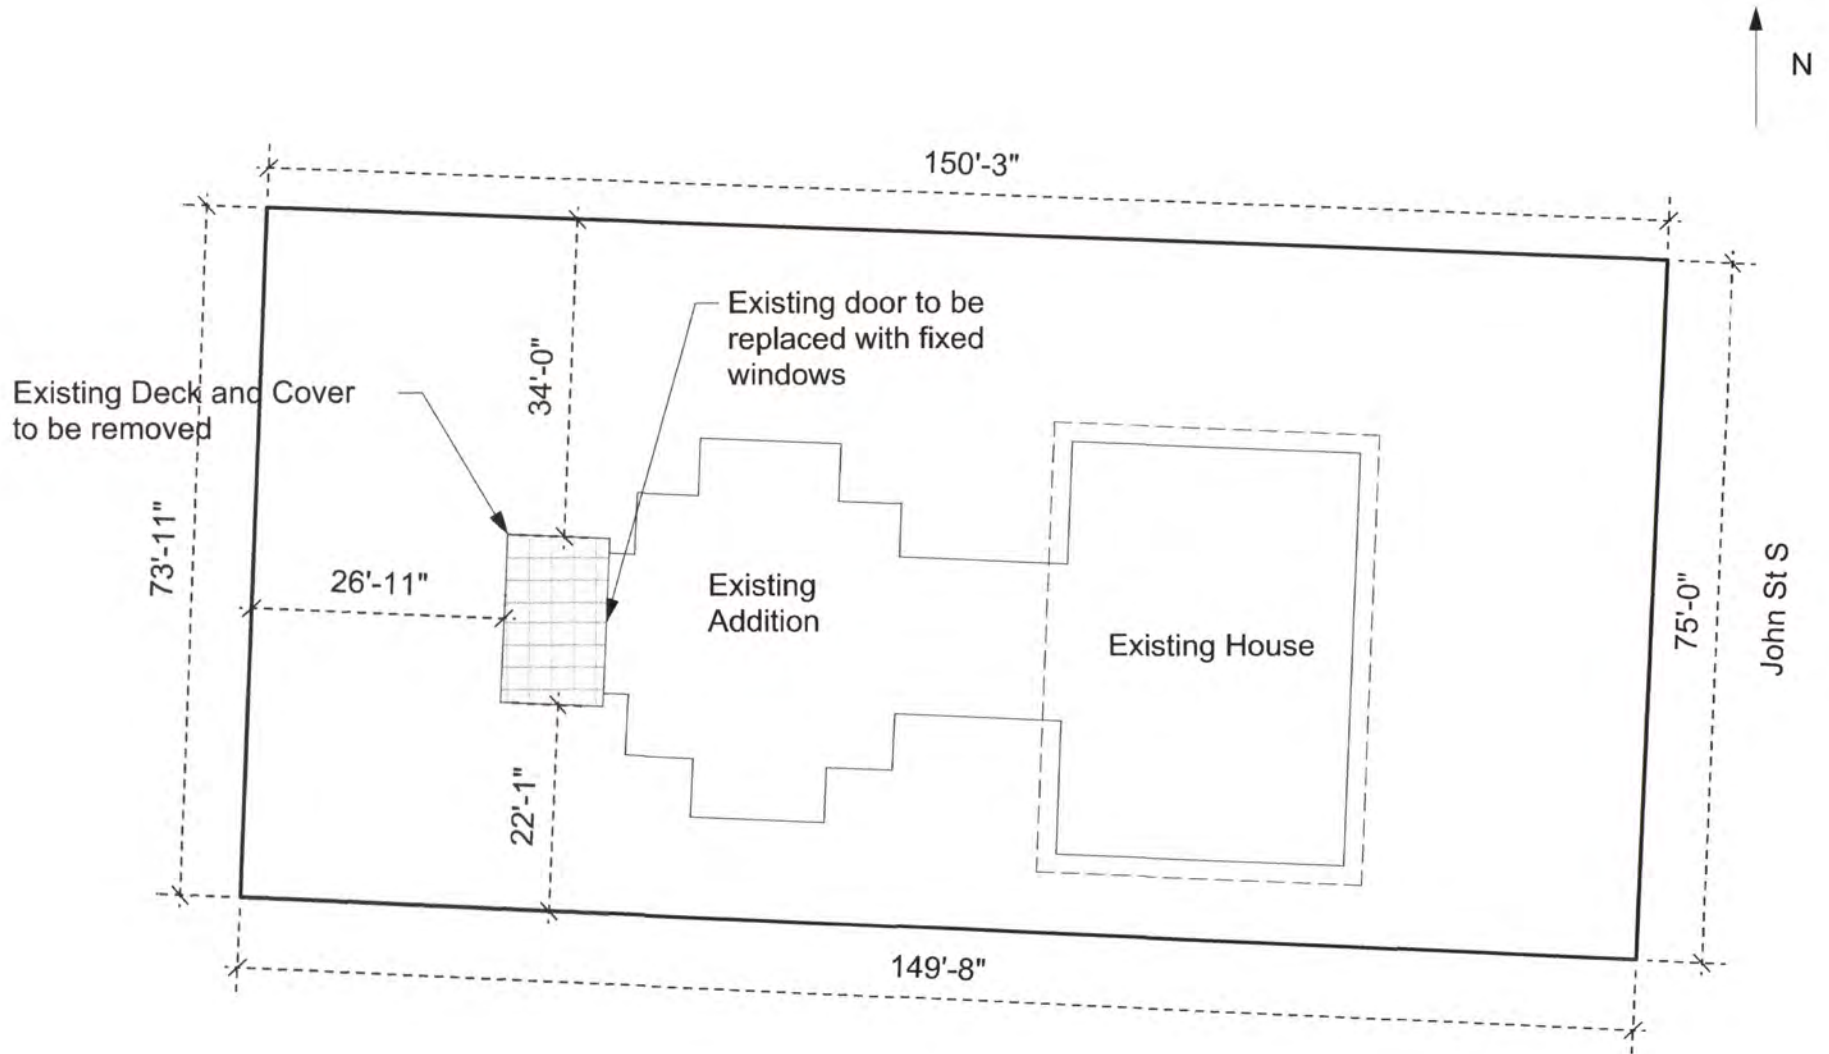 N
150'-3"
Existing door to be
replaced with fixed
windows
34'-0"
Existing Deck and Cover
to be removed
73'-11"
26'-11"
Existing
Addition
Existing House
75'-0"
John St S
22'-1"
149'-8"